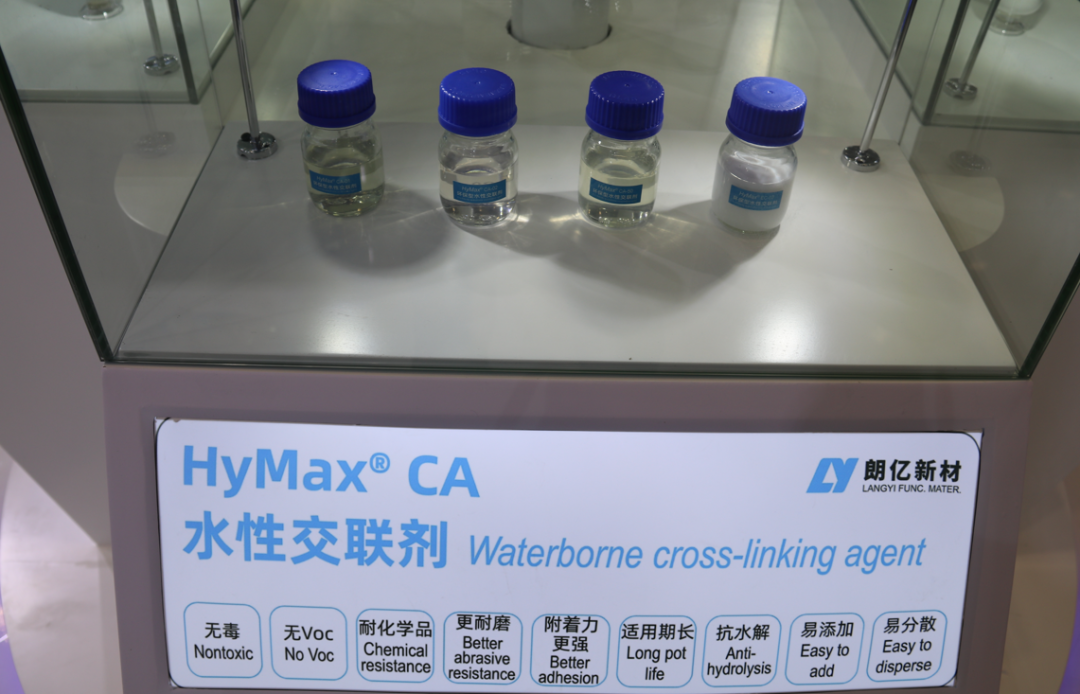 HyMax® CA
朗亿新材
LANGYI FUNC. MATER.
水性交联剂 Waterborne cross-linking agent
无毒
Nontoxic
无Voc
No Voc
耐化学品
Chemical
resistance
更耐磨
Better
abrasive
resistance
附着力
更强
Better
adhesion
适用期长
Long pot
life
抗水解
Anti-
hydrolysis
易添加
Easy to
add
易分散
Easy to
disperse